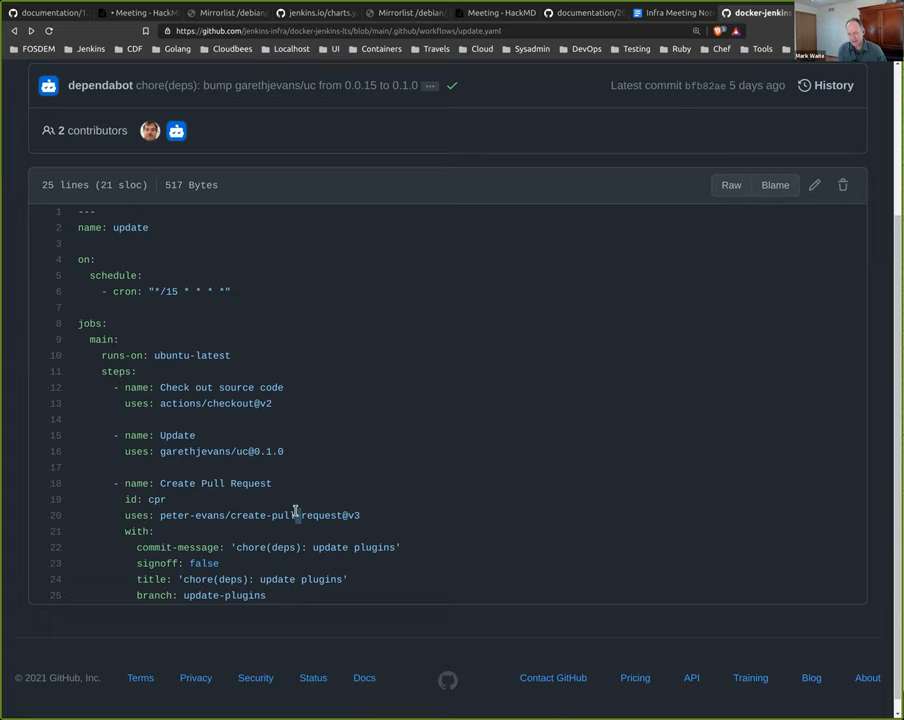 documentation/1.
• Meeting - HackMD
Mirrorlist /debian/
jenkins.io/charts.y
Mirrorlist /debian/
Meeting - HackMD
documentation/20
Infra Meeting Not
docker-jenkins
https://github.com/jenkins-infra/docker-jenkins-lts/blob/main/.github/workflows/update.yaml
FOSDEM
Jenkins
CDF
Golang
Cloudbees
Localhost
UI
Containers
Travels
Cloud
Sysadmin
DevOps
Testing
Ruby
Chef
Tools
Mark Waite
dependabot chore(deps): bump garethjevans/uc from 0.0.15 to 0.1.0 ...
Latest commit bfb82ae 5 days ago
History
2 contributors
25 lines (21 sloc) | 517 Bytes
Raw
Blame
1 ---
2 name: update
3
4 on:
5 schedule:
6 - cron: "*/15 * * * *"
7
8 jobs:
9 main:
10 runs-on: ubuntu-latest
11 steps:
12 - name: Check out source code
13 uses: actions/checkout@v2
14
15 - name: Update
16 uses: garethjevans/uc@0.1.0
17
18 - name: Create Pull Request
19 id: cpr
20 uses: peter-evans/create-pull-request@v3
21 with:
22 commit-message: 'chore(deps): update plugins'
23 signoff: false
24 title: 'chore(deps): update plugins'
25 branch: update-plugins
© 2021 GitHub, Inc.
Terms
Privacy
Security
Status
Docs
Contact GitHub
Pricing
API
Training
Blog
About